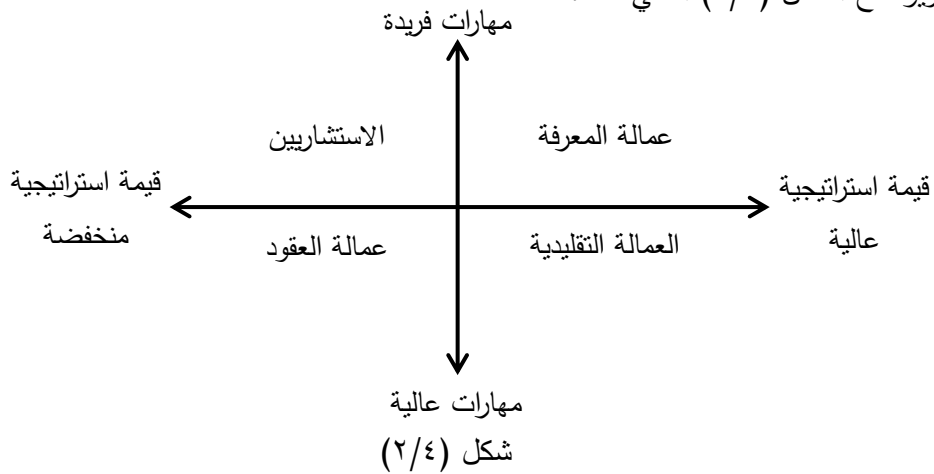 مهارات فريدة
عمالة المعرفة
الاستشاريين
قيمة استراتيجية
عالية
قيمة استراتيجية
منخفضة
العمالة التقليدية
عمالة العقود
مهارات عالية
شكل (٢/٤)